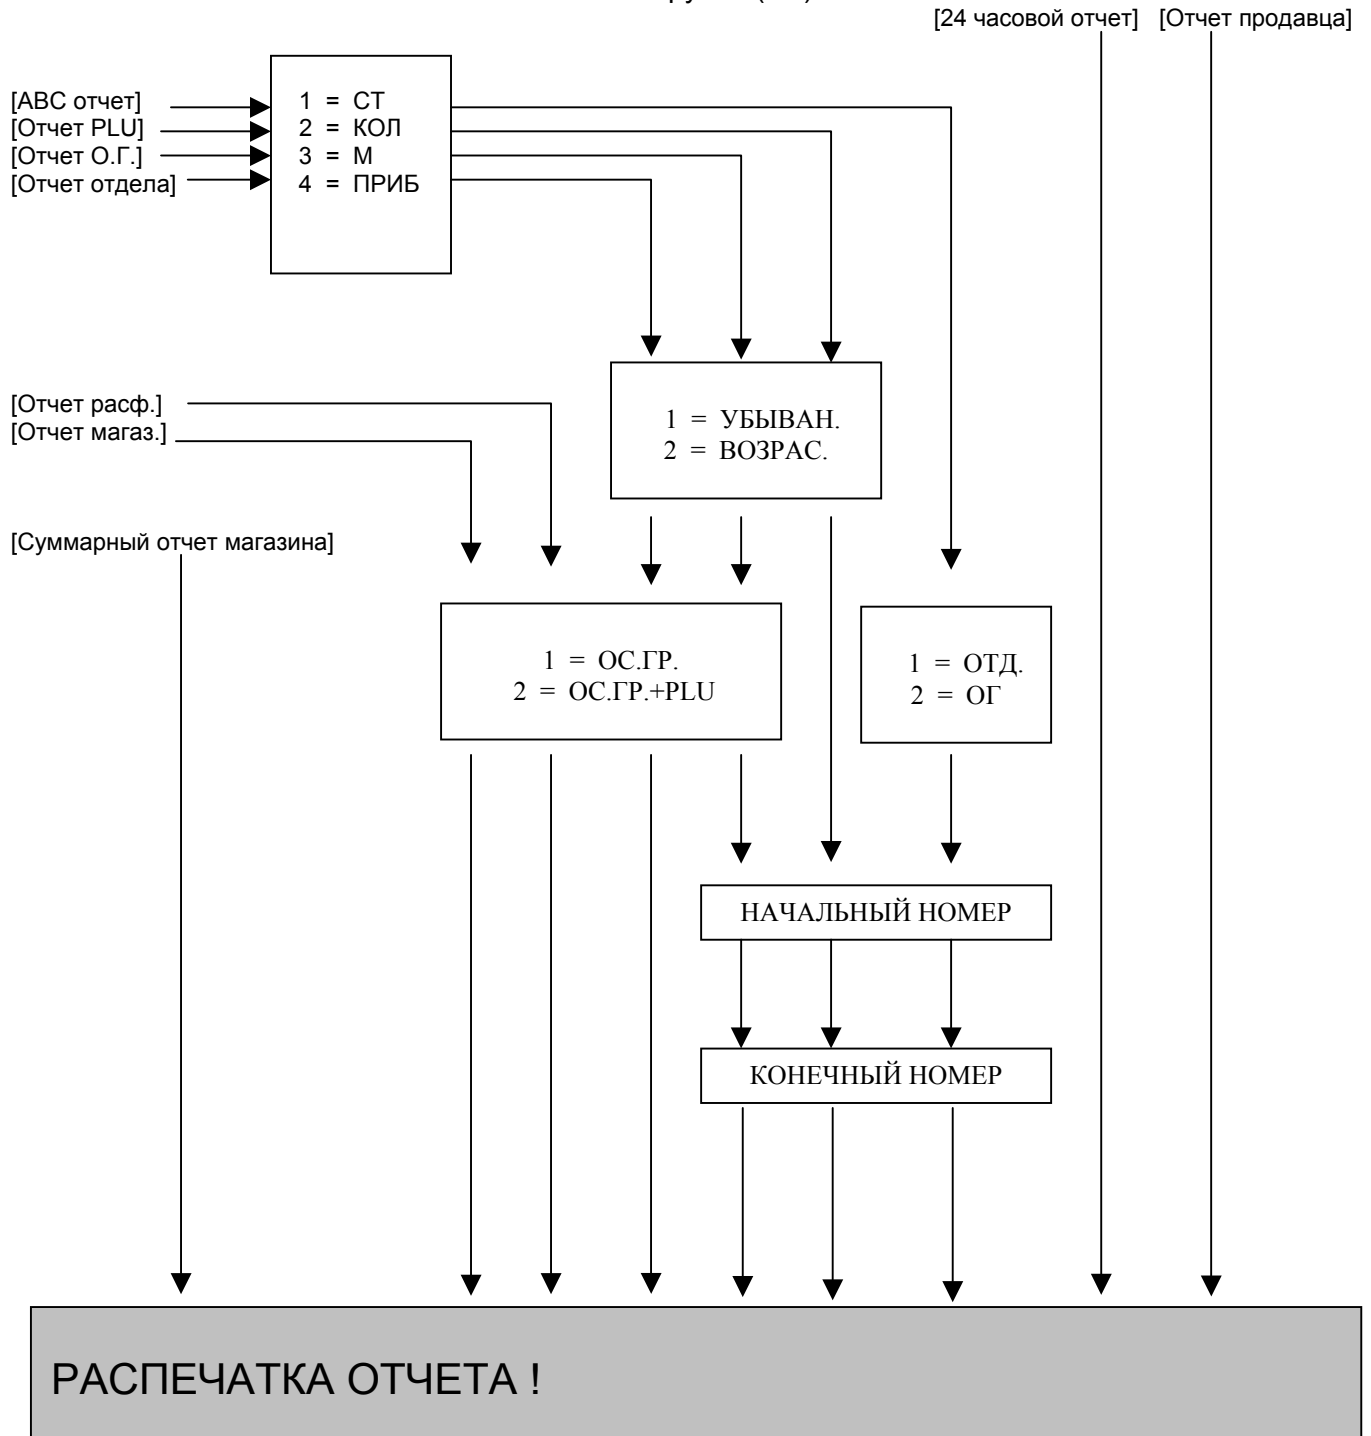 [24 часовой отчет] [Отчет продавца]
[ABC отчет]
[Отчет PLU]
[Отчет О.Г.]
[Отчет отдела]
1 = СТ
2 = КОЛ
3 = М
4 = ПРИБ
[Отчет расф.]
[Отчет магаз.]
1 = УБЫВАН.
2 = ВОЗРАС.
[Суммарный отчет магазина]
1 = ОС.ГР.
2 = ОС.ГР.+PLU
1 = ОТД.
2 = ОГ
НАЧАЛЬНЫЙ НОМЕР
КОНЕЧНЫЙ НОМЕР
РАСПЕЧАТКА ОТЧЕТА !